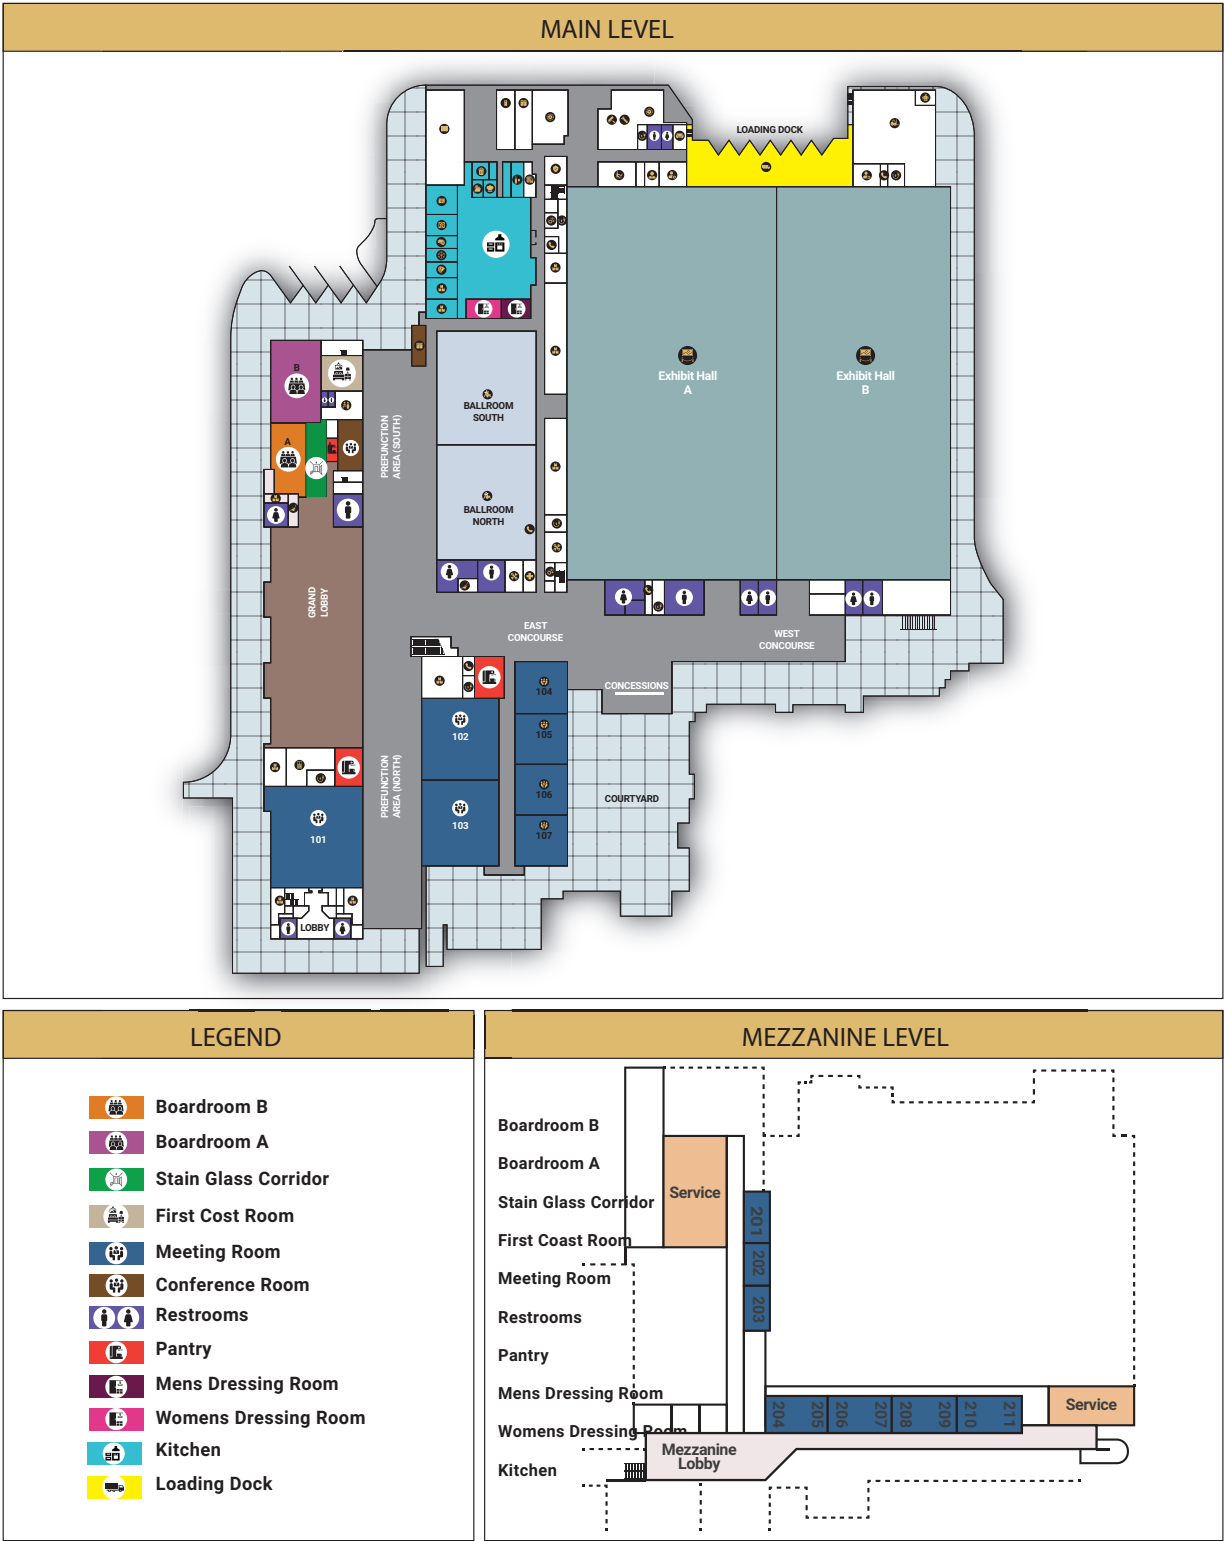 MAIN LEVEL
LOADING DOCK
Exhibit Hall
A
Exhibit Hall
B
B
A
BALLROOM
SOUTH
PREFUNCTION
AREA (SOUTH)
BALLROOM
NORTH
GRAND
LOBBY
EAST
CONCOURSE
WEST
CONCOURSE
CONCESSIONS
104
102
105
PREFUNCTION
AREA (NORTH)
106
COURTYARD
103
107
101
LOBBY
LEGEND
Boardroom B
Boardroom A
Stain Glass Corridor
First Cost Room
Meeting Room
Conference Room
Restrooms
Pantry
Mens Dressing Room
Womens Dressing Room
Kitchen
Loading Dock
MEZZANINE LEVEL
Boardroom B
Boardroom A
Stain Glass Corridor
First Coast Room
Meeting Room
Restrooms
Pantry
Mens Dressing Room
Womens Dressing Room
Kitchen
Service
201
202
203
204
205
206
207
208
209
210
211
Service
Mezzanine
Lobby